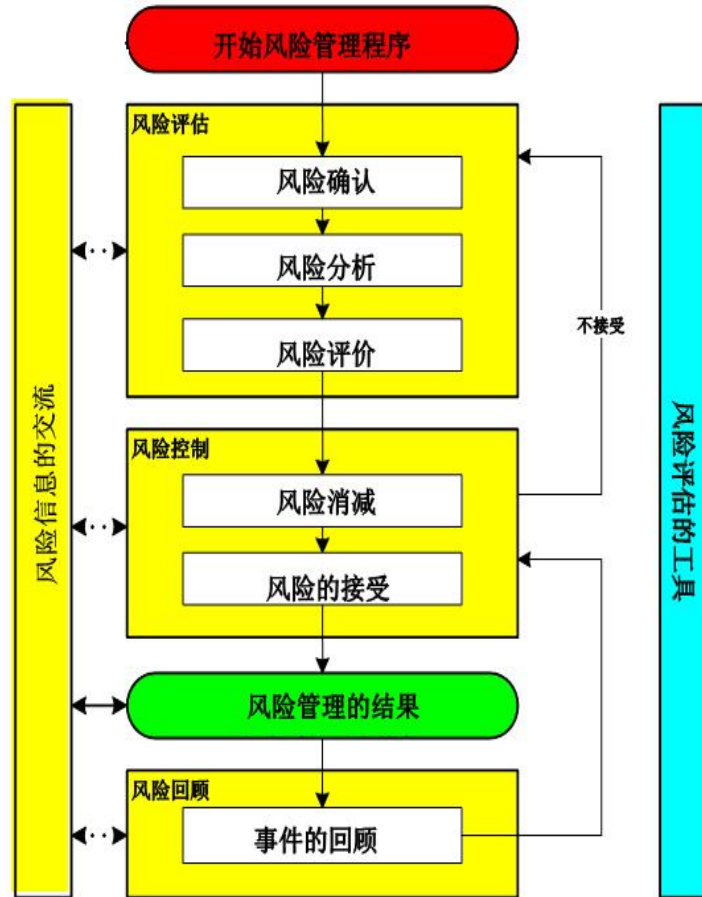 开始风险管理程序
风险评估
风险确认
风险分析
风险评价
不接受
风险控制
风险消减
风险的接受
风险管理的结果
风险回顾
事件的回顾
风险信息的交流
风险评估的工具